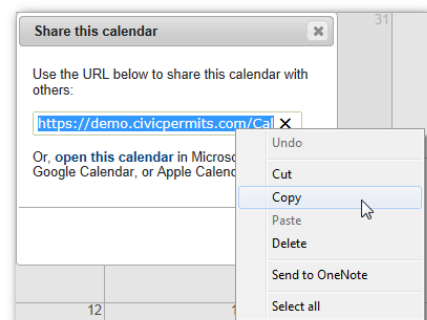 31
Share this calendar
Use the URL below to share this calendar with
others:
https://demo.civicpermits.com/Cal
Or, open this calendar in
Google Calendar, or Apple
Undo
Cut
Copy
Paste
Delete
Send to OneNote
Select all
12